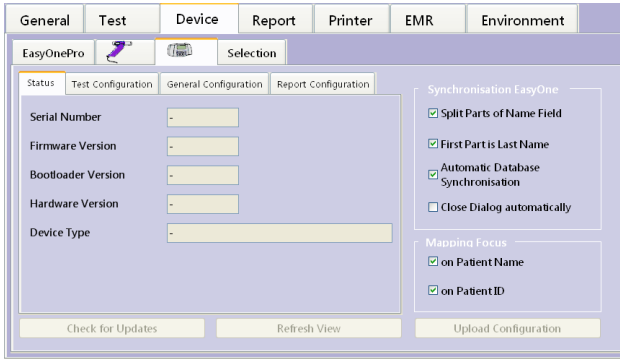 General Test Device Report Printer EMR Environment
EasyOnePro Selection
Status Test Configuration General Configuration Report Configuration
Serial Number -
Firmware Version -
Bootloader Version -
Hardware Version -
Device Type -
Synchronisation EasyOne
Split Parts of Name Field
First Part is Last Name
Automatic Database
Synchronisation
Close Dialog automatically
Mapping Focus
on Patient Name
on Patient ID
Check for Updates Refresh View Upload Configuration